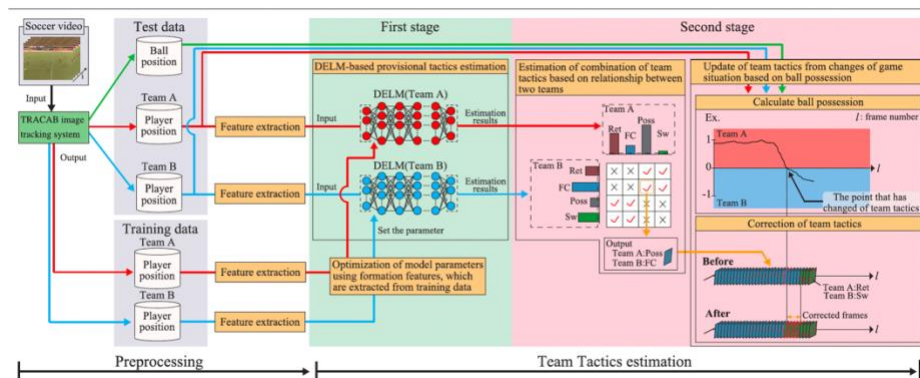 Soccer video
Test data
First stage
Second stage
Ball
position
Input
TRACAB image
tracking system
Output
Team A
Player
position
Team B
Player
position
Feature extraction
Feature extraction
Input
Input
DELM-based provisional tactics estimation
DELM(Team A)
Estimation
results
DELM(Team B)
Estimation
results
Set the parameter
Training data
Team A
Player
position
Team B
Player
position
Feature extraction
Feature extraction
Optimization of model parameters
using formation features, which
are extracted from training data
Estimation of combination of team
tactics based on relationship between
two teams
Team A
Ret
FC
Poss
Sw
Team B
Ret
FC
Poss
Sw
Output
Team A:Poss
Team B:FC
Update of team tactics from changes of game
situation based on ball possession
Calculate ball possession
Ex.
l : frame number
1
Team A
0
l
-1
Team B
The point that has
changed of team tactics
Correction of team tactics
Before
l
Team A:Ret
Team B:Sw
After
Corrected frames
l
Preprocessing
Team Tactics estimation